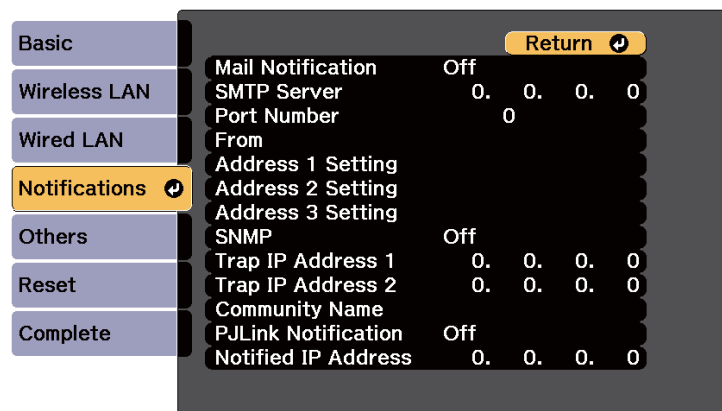 Basic
Wireless LAN
Wired LAN
Notifications
Others
Reset
Complete
Return
Mail Notification Off
SMTP Server 0. 0. 0. 0
Port Number 0
From
Address 1 Setting
Address 2 Setting
Address 3 Setting
SNMP Off
Trap IP Address 1 0. 0. 0. 0
Trap IP Address 2 0. 0. 0. 0
Community Name
PJLink Notification Off
Notified IP Address 0. 0. 0. 0